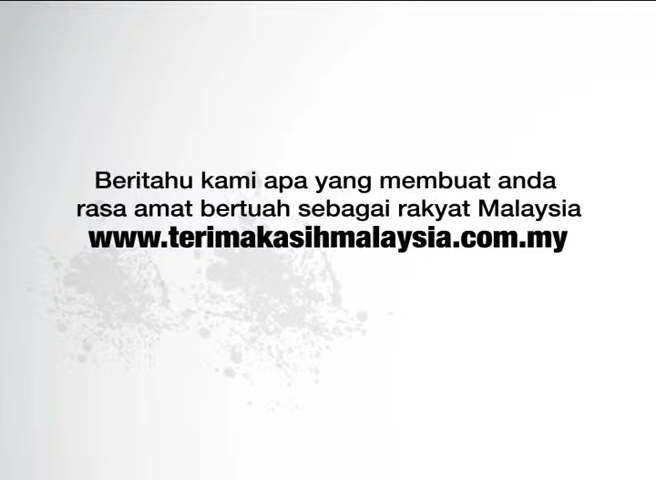 Beritahu kami apa yang membuat anda
rasa amat bertuah sebagai rakyat Malaysia
www.terimakasihmalaysia.com.my